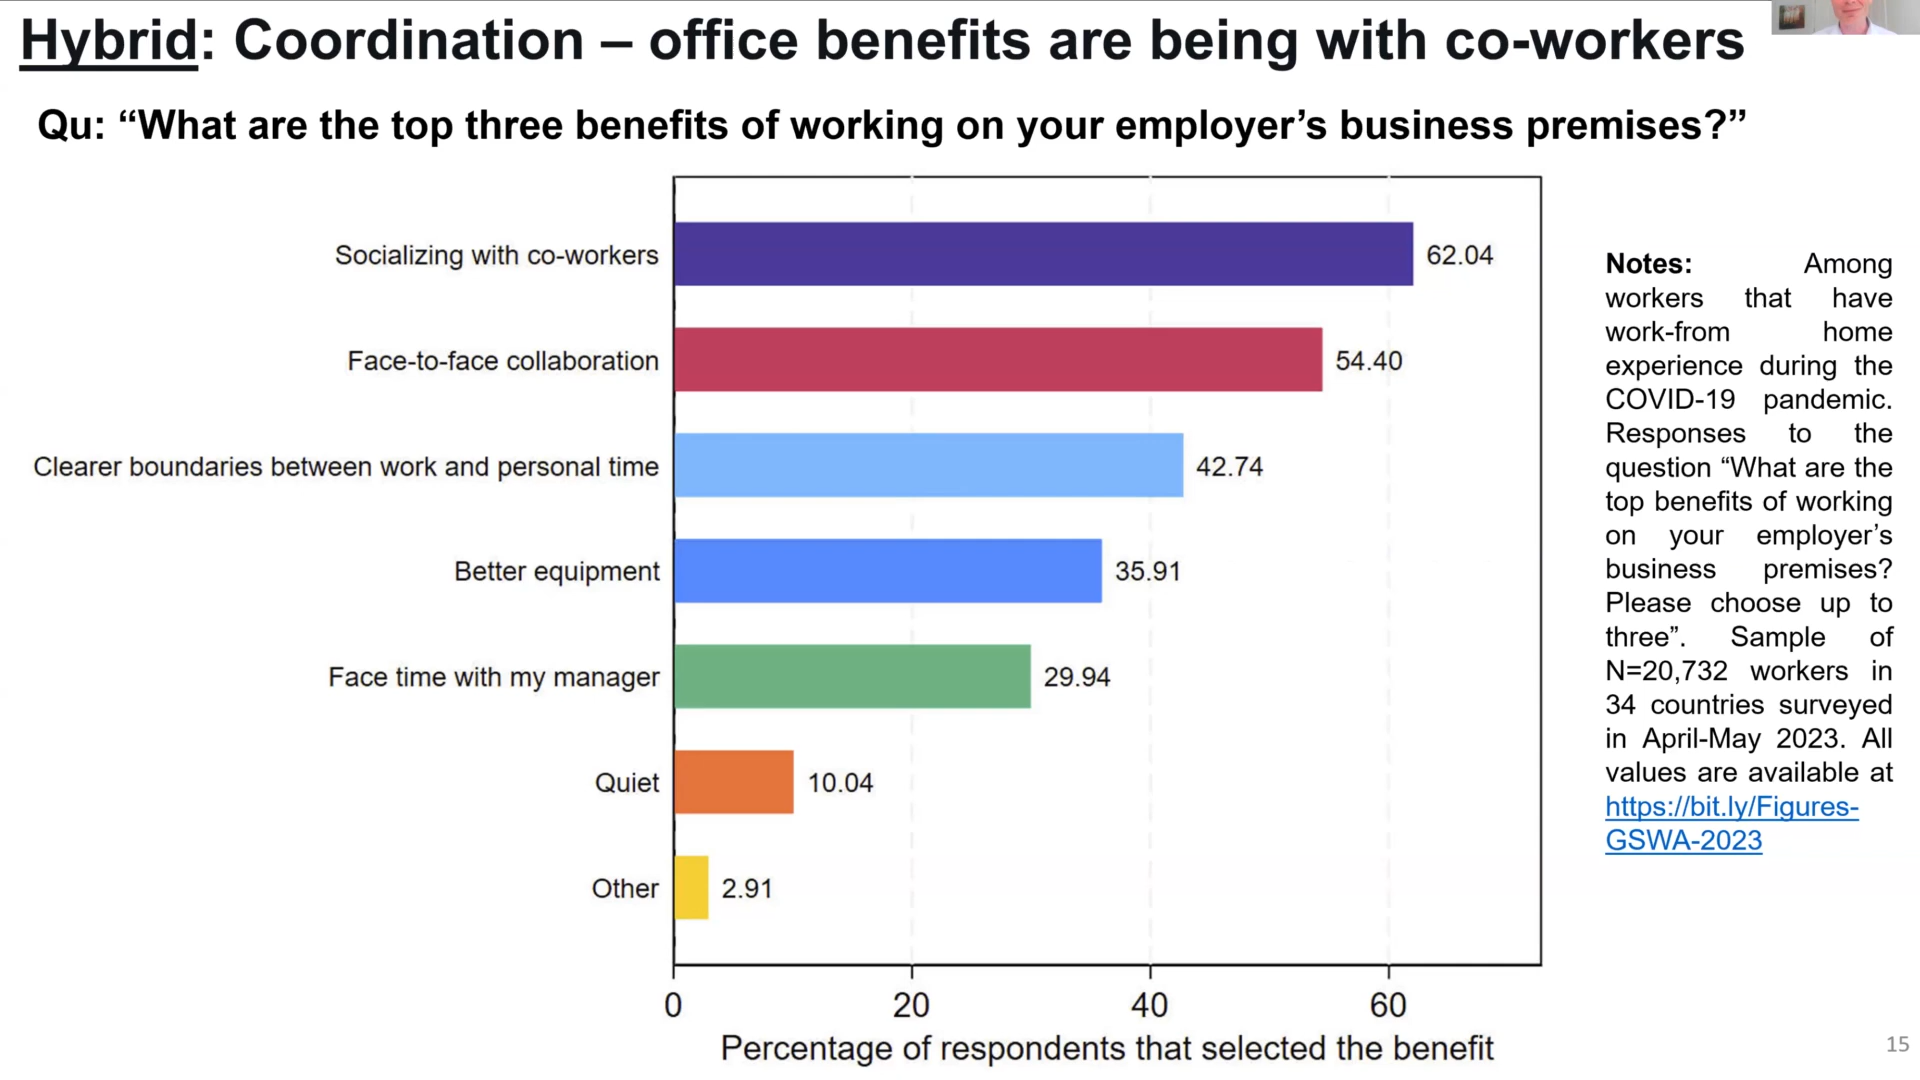 Hybrid: Coordination – office benefits are being with co-workers
Qu: “What are the top three benefits of working on your employer’s business premises?”
Socializing with co-workers 62.04
Face-to-face collaboration 54.40
Clearer boundaries between work and personal time 42.74
Better equipment 35.91
Face time with my manager 29.94
Quiet 10.04
Other 2.91
0 20 40 60
Percentage of respondents that selected the benefit
Notes: Among
workers that have
work-from home
experience during the
COVID-19 pandemic.
Responses to the
question “What are the
top benefits of working
on your employer’s
business premises?
Please choose up to
three”. Sample of
N=20,732 workers in
34 countries surveyed
in April-May 2023. All
values are available at
https://bit.ly/Figures-
GSWA-2023
15